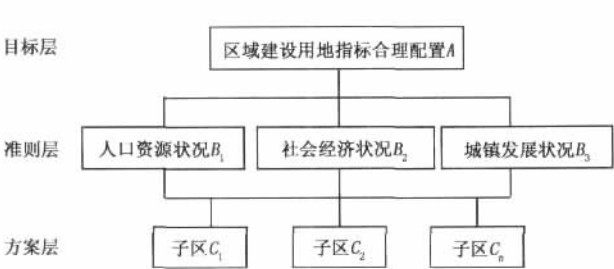 目标层 区域建设用地指标合理配置A
准则层 人口资源状况B₁ 社会经济状况B₂ 城镇发展状况B₃
方案层 子区C₁ 子区C₂ 子区Cₙ